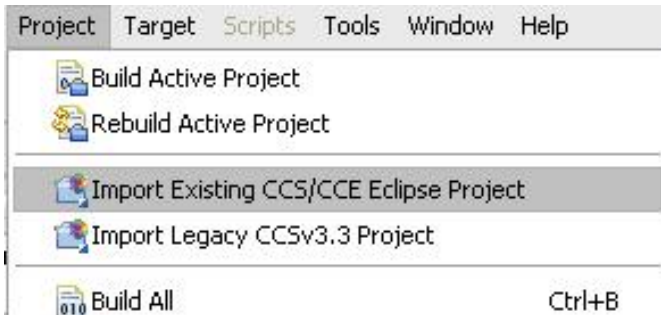 Project Target Scripts Tools Window Help
Build Active Project
Rebuild Active Project
Import Existing CCS/CCE Eclipse Project
Import Legacy CCSv3.3 Project
Build All Ctrl+B